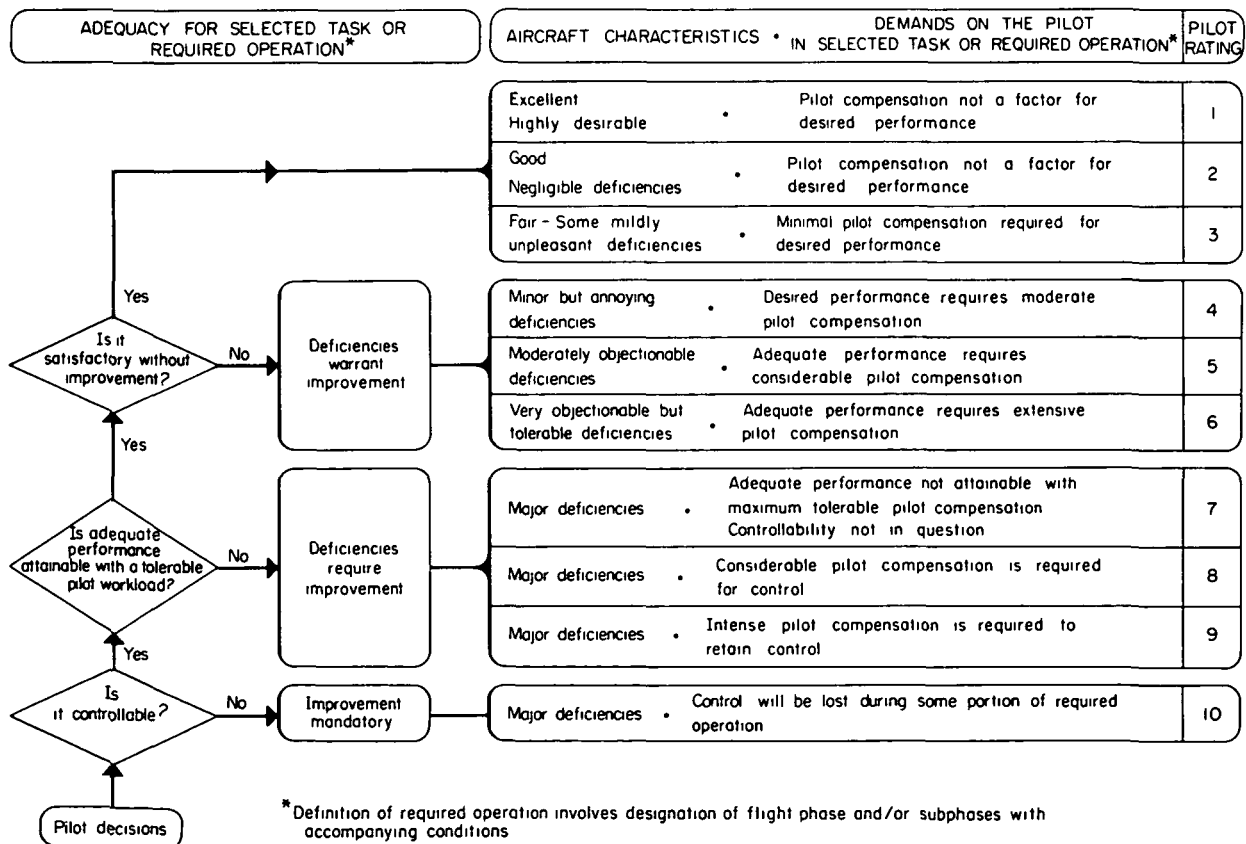 ADEQUACY FOR SELECTED TASK OR
REQUIRED OPERATION*
AIRCRAFT CHARACTERISTICS •
DEMANDS ON THE PILOT
IN SELECTED TASK OR REQUIRED OPERATION*
PILOT
RATING
Excellent
Highly desirable
•
Pilot compensation not a factor for
desired performance
1
Good
Negligible deficiencies
•
Pilot compensation not a factor for
desired performance
2
Fair – Some mildly
unpleasant deficiencies
•
Minimal pilot compensation required for
desired performance
3
Yes
Is it
satisfactory without
improvement?
No
Deficiencies
warrant
improvement
Minor but annoying
deficiencies
•
Desired performance requires moderate
pilot compensation
4
Moderately objectionable
deficiencies
•
Adequate performance requires
considerable pilot compensation
5
Very objectionable but
tolerable deficiencies
•
Adequate performance requires extensive
pilot compensation
6
Yes
Is adequate
performance
attainable with a tolerable
pilot workload?
No
Deficiencies
require
improvement
Major deficiencies
•
Adequate performance not attainable with
maximum tolerable pilot compensation
Controllability not in question
7
Major deficiencies
•
Considerable pilot compensation is required
for control
8
Major deficiencies
•
Intense pilot compensation is required to
retain control
9
Yes
Is
it controllable?
No
Improvement
mandatory
Major deficiencies
•
Control will be lost during some portion of required
operation
10
Pilot decisions
*Definition of required operation involves designation of flight phase and/or subphases with
accompanying conditions